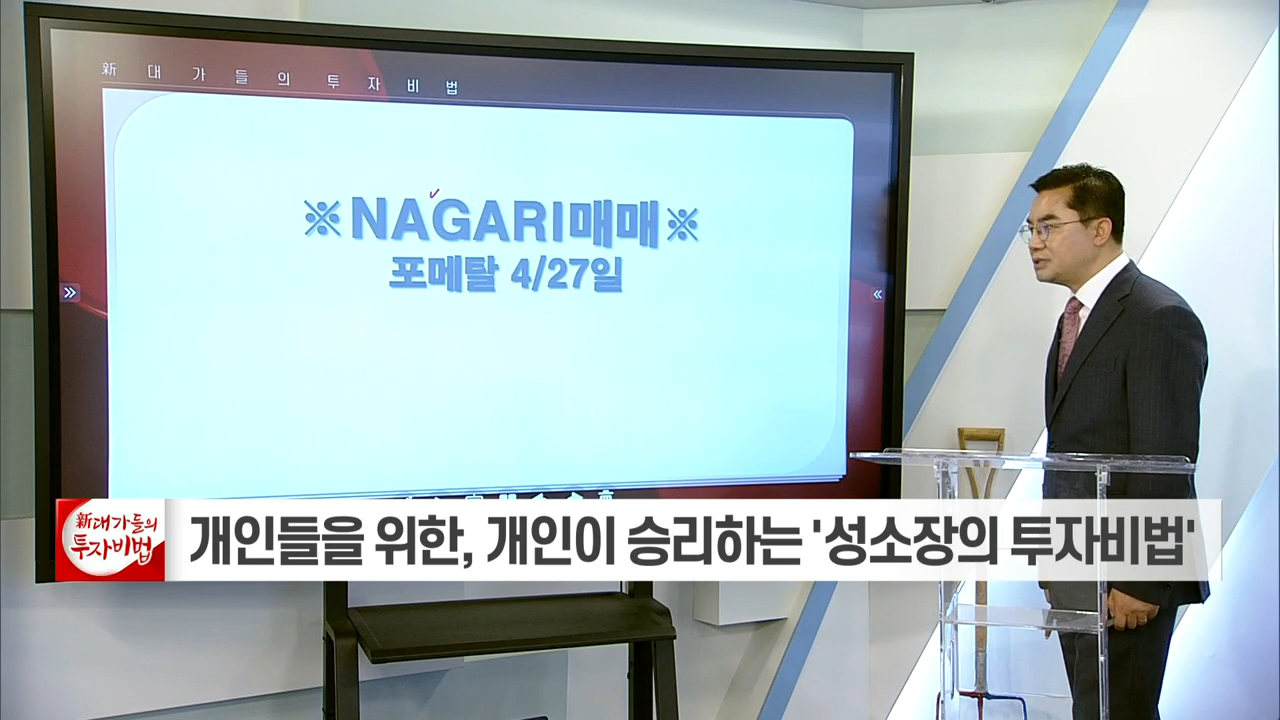 新 대 가 들 의 투 자 비 법
※NAGARI매매※
포메탈 4/27일
新대가들의
투자비법
개인들을 위한, 개인이 승리하는 '성소장의 투자비법'